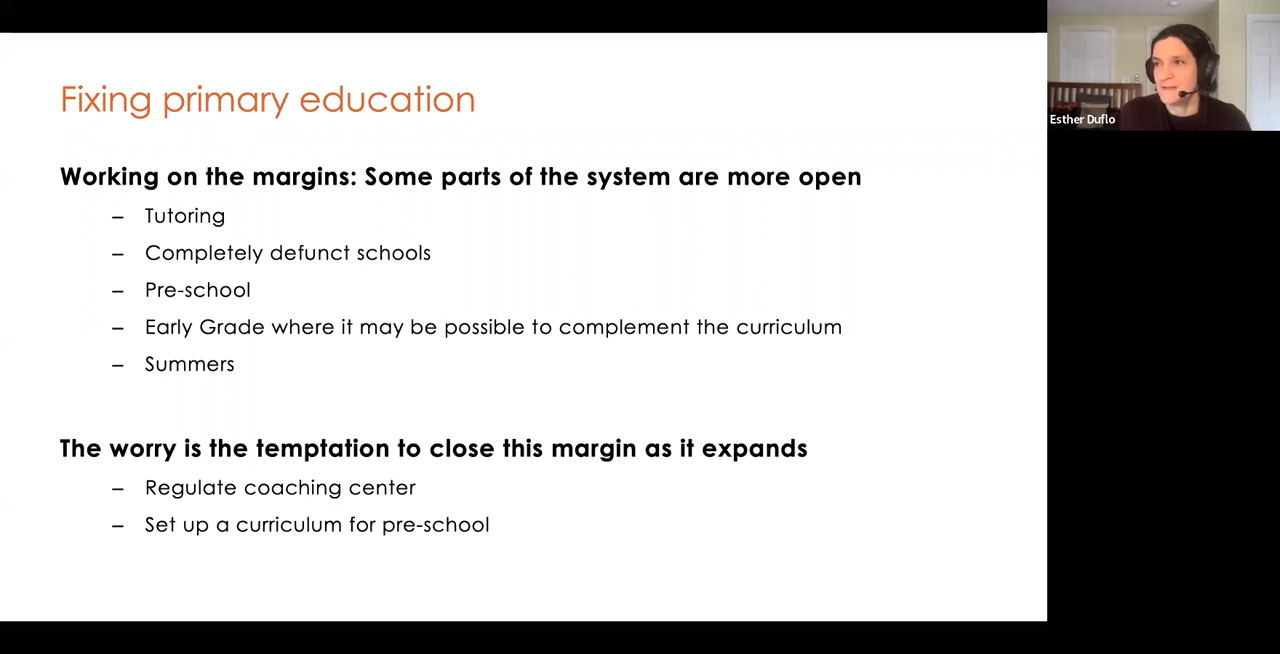 Fixing primary education
Esther Duflo
Working on the margins: Some parts of the system are more open
– Tutoring
– Completely defunct schools
– Pre-school
– Early Grade where it may be possible to complement the curriculum
– Summers
The worry is the temptation to close this margin as it expands
– Regulate coaching center
– Set up a curriculum for pre-school